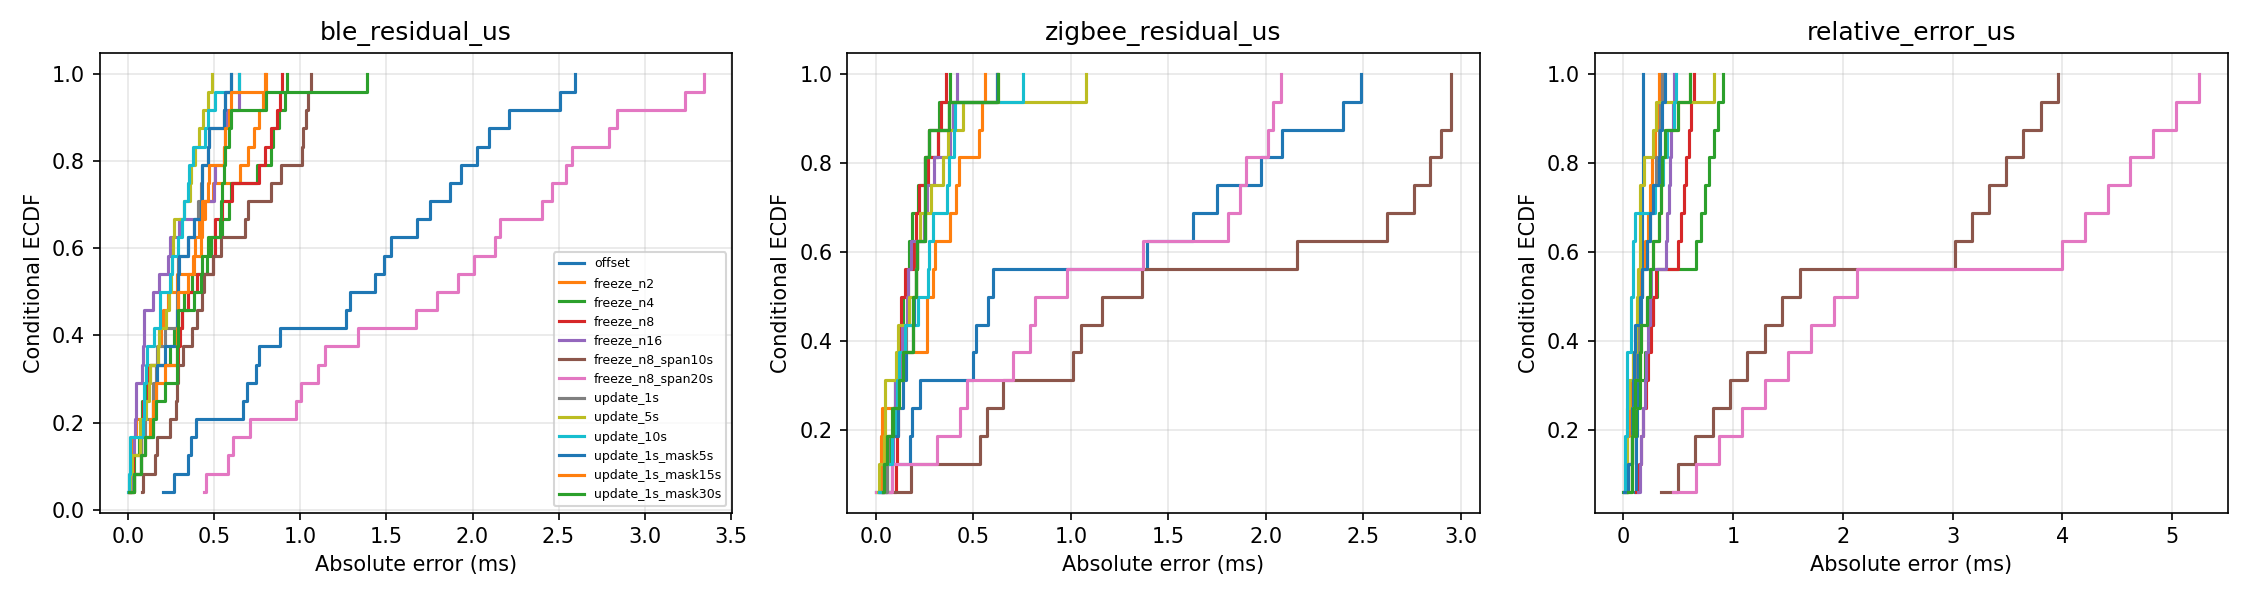 ble_residual_us
1.0
0.8
0.6
0.4
0.2
0.0
Conditional ECDF
0.0 0.5 1.0 1.5 2.0 2.5 3.0 3.5
Absolute error (ms)
offset
freeze_n2
freeze_n4
freeze_n8
freeze_n16
freeze_n8_span10s
freeze_n8_span20s
update_1s
update_5s
update_10s
update_1s_mask5s
update_1s_mask15s
update_1s_mask30s
zigbee_residual_us
1.0
0.8
0.6
0.4
0.2
Conditional ECDF
0.0 0.5 1.0 1.5 2.0 2.5 3.0
Absolute error (ms)
relative_error_us
1.0
0.8
0.6
0.4
0.2
Conditional ECDF
0 1 2 3 4 5
Absolute error (ms)